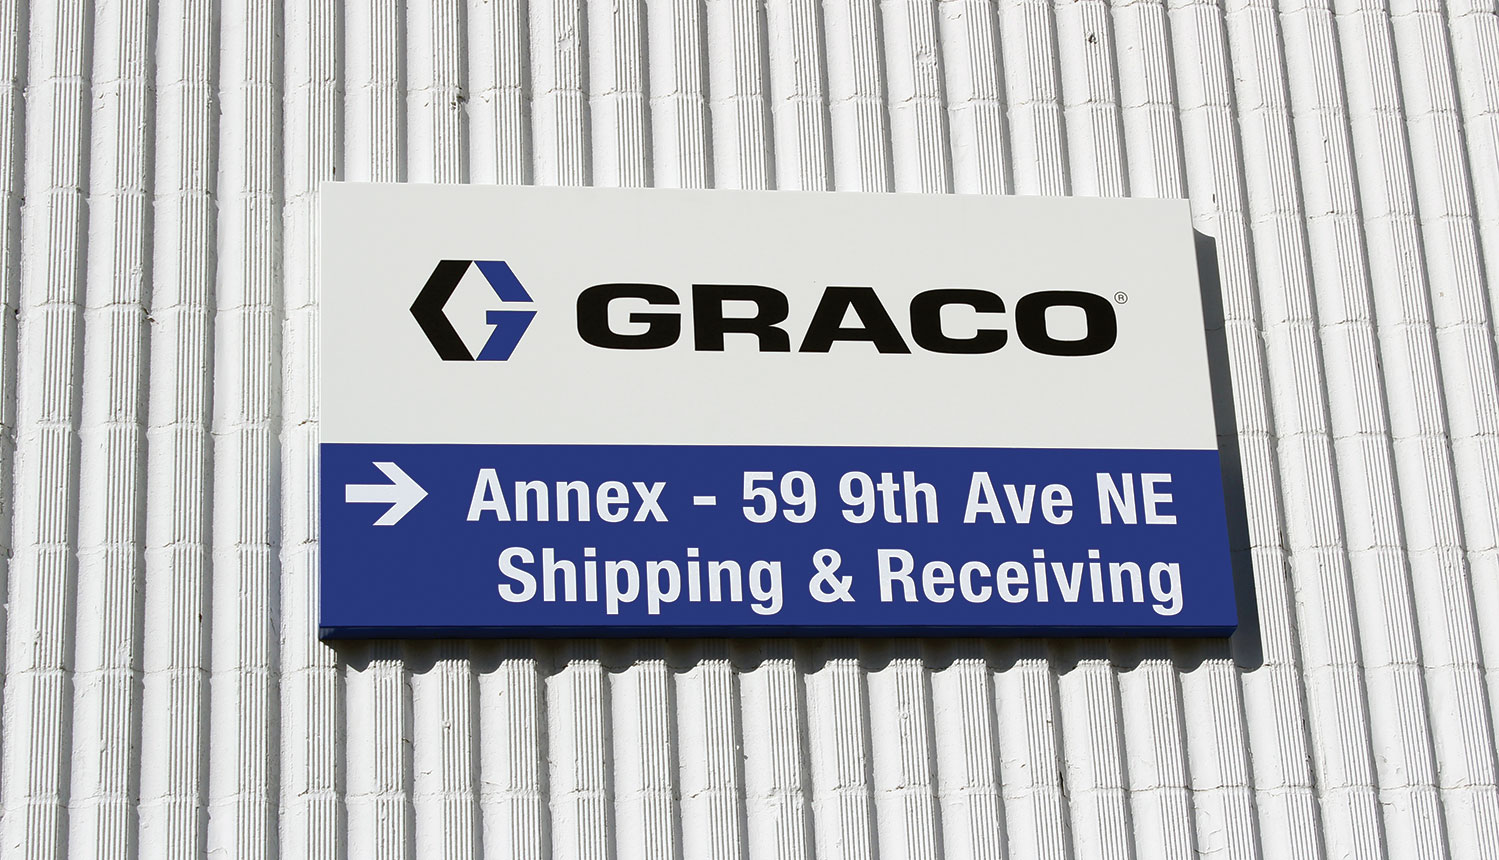 GRACO®
Annex - 59 9th Ave NE
Shipping & Receiving